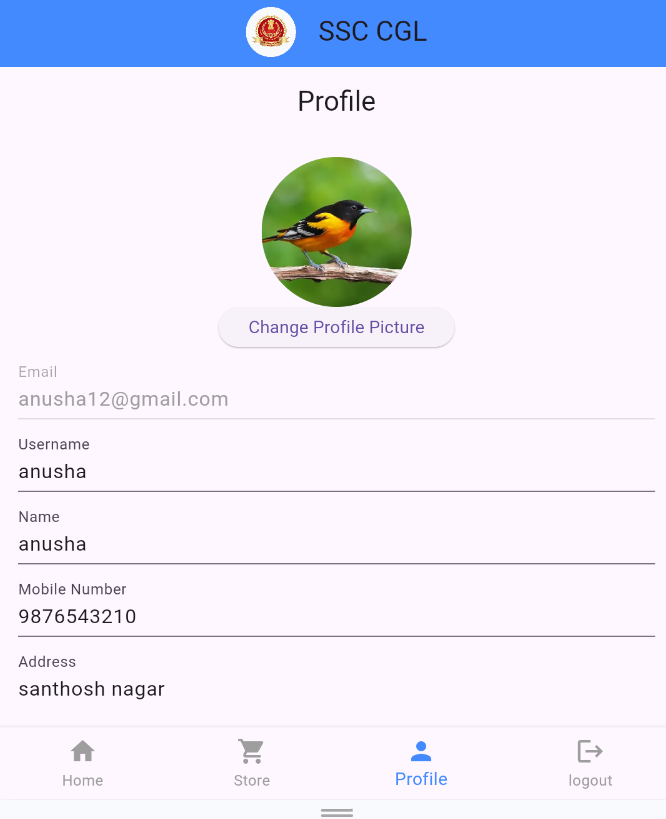 SSC CGL
Profile
Change Profile Picture
Email
anusha12@gmail.com
Username
anusha
Name
anusha
Mobile Number
9876543210
Address
santhosh nagar
Home
Store
Profile
logout